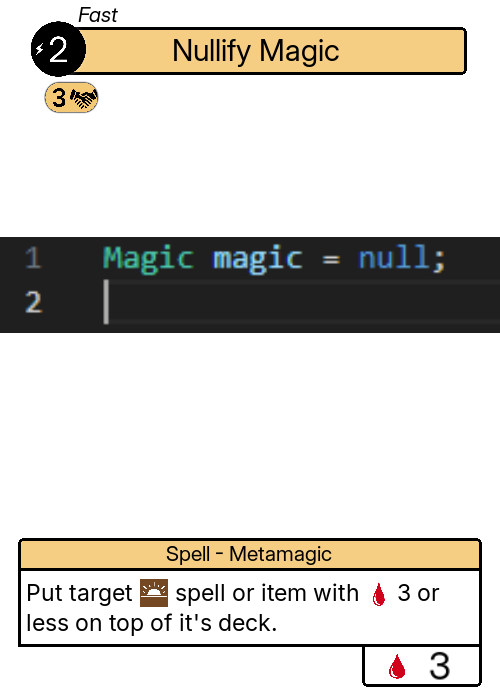 Fast
2
Nullify Magic
3
1 Magic magic = null;
2
Spell - Metamagic
Put target spell or item with 3 or
less on top of it's deck.
3